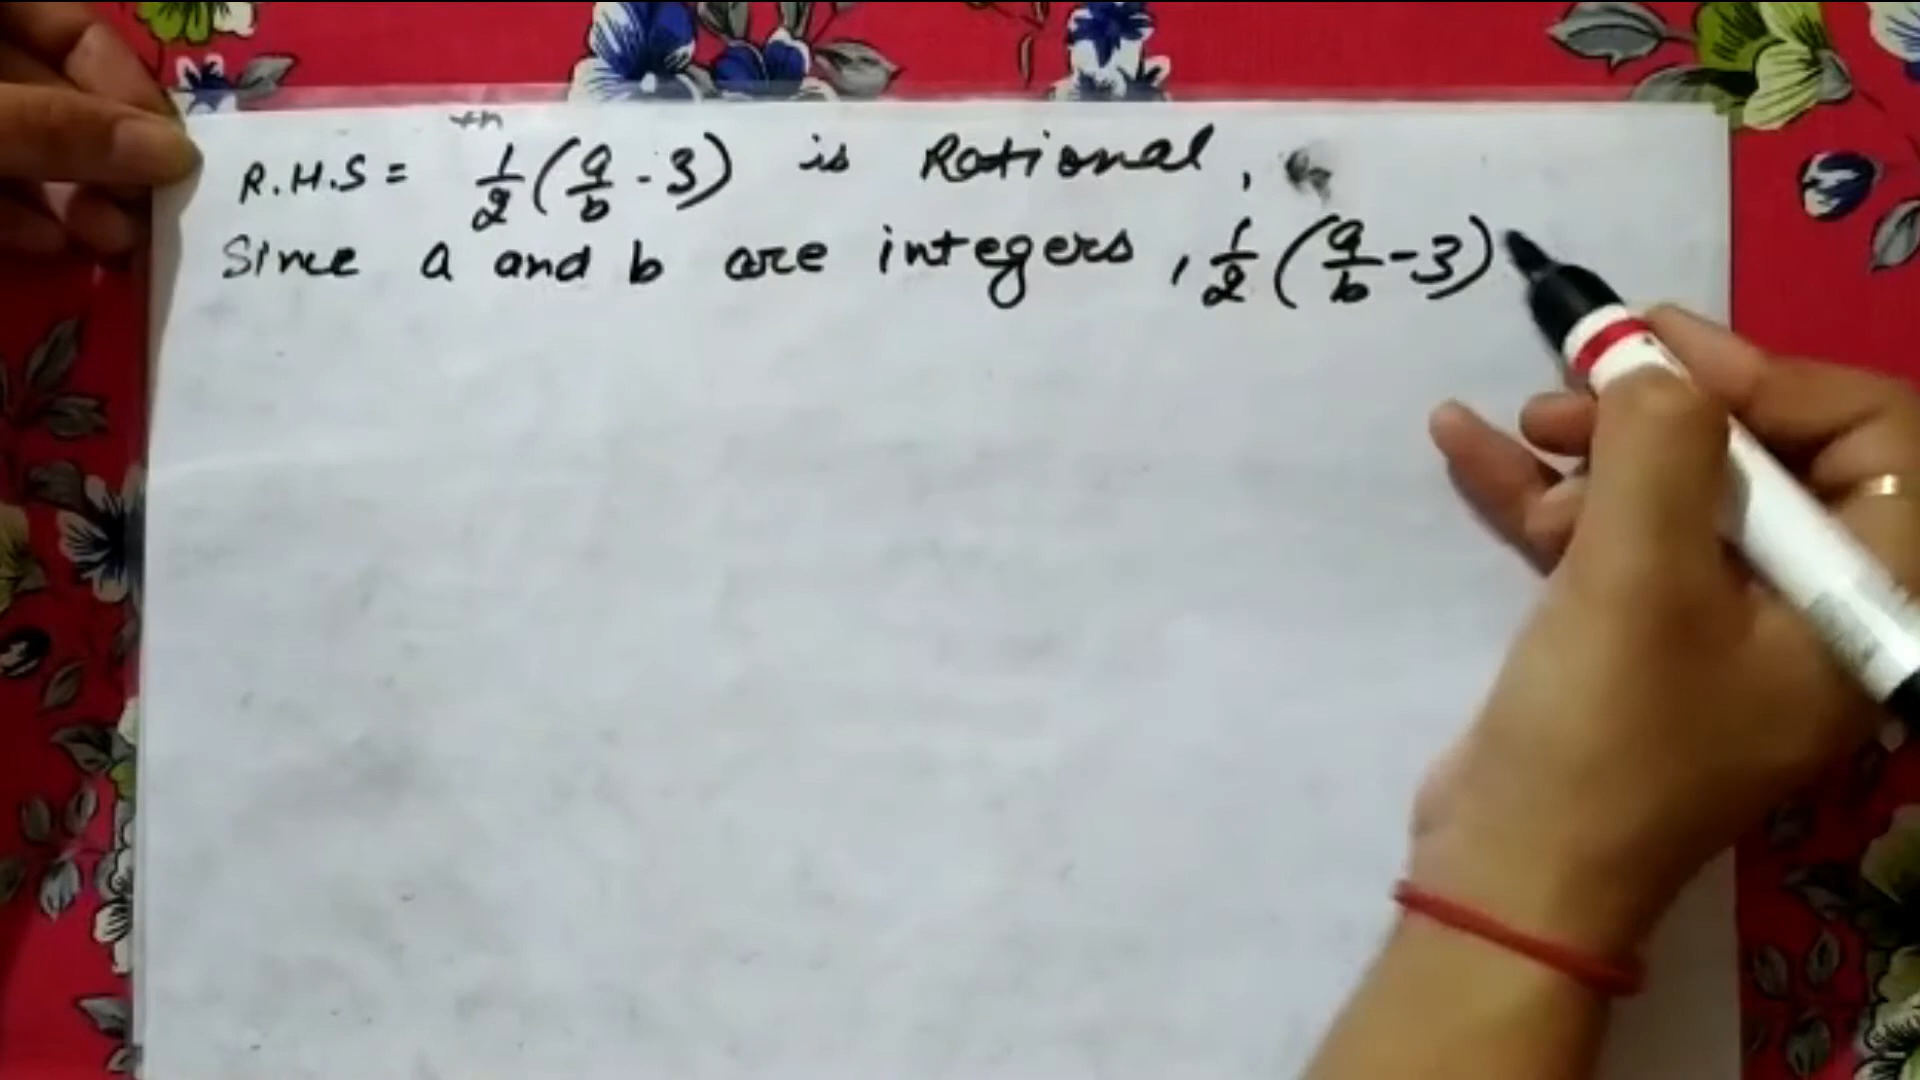 R.H.S = 1/2 (a/b - 3) is Rational,
Since a and b are integers, 1/2 (a/b - 3)